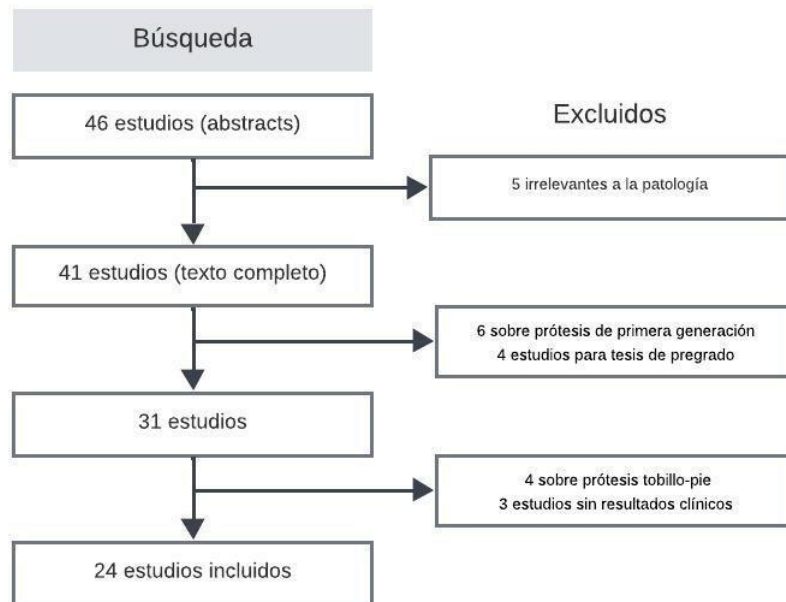 Búsqueda
46 estudios (abstracts)
Excluidos
5 irrelevantes a la patología
41 estudios (texto completo)
6 sobre prótesis de primera generación
4 estudios para tesis de pregrado
31 estudios
4 sobre prótesis tobillo-pie
3 estudios sin resultados clínicos
24 estudios incluidos